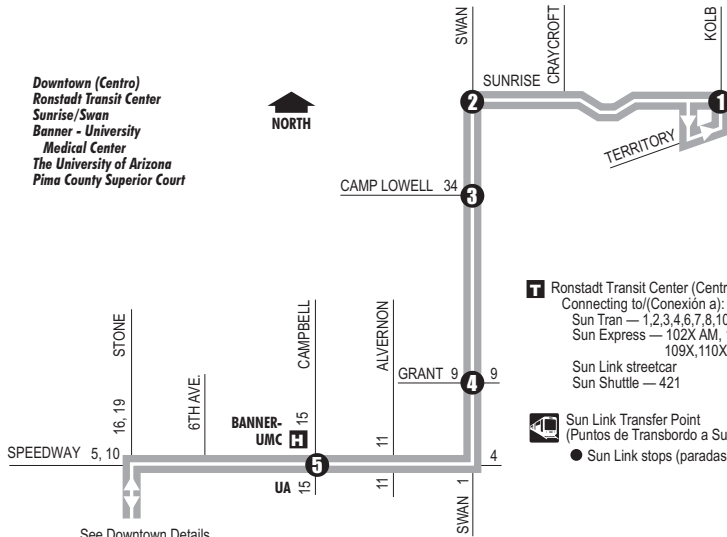 Downtown (Centro)
Ronstadt Transit Center
Sunrise/Swan
Banner - University
Medical Center
The University of Arizona
Pima County Superior Court
NORTH
SWAN
CRAYCROFT
KOLB
SUNRISE
2
1
TERRITORY
CAMP LOWELL 34
3
T Ronstadt Transit Center (Centr
Connecting to/(Conexión a):
Sun Tran — 1,2,3,4,6,7,8,10
Sun Express — 102X AM,
109X,110X
Sun Link streetcar
Sun Shuttle — 421
Sun Link Transfer Point
(Puntos de Transbordo a Su
Sun Link stops (paradas
STONE
16, 19
6TH AVE.
CAMPBELL
15
ALVERNON
11
GRANT 9
4
9
BANNER-
UMC H
SPEEDWAY 5, 10
5
4
UA
15
11
SWAN 1
See Downtown Details